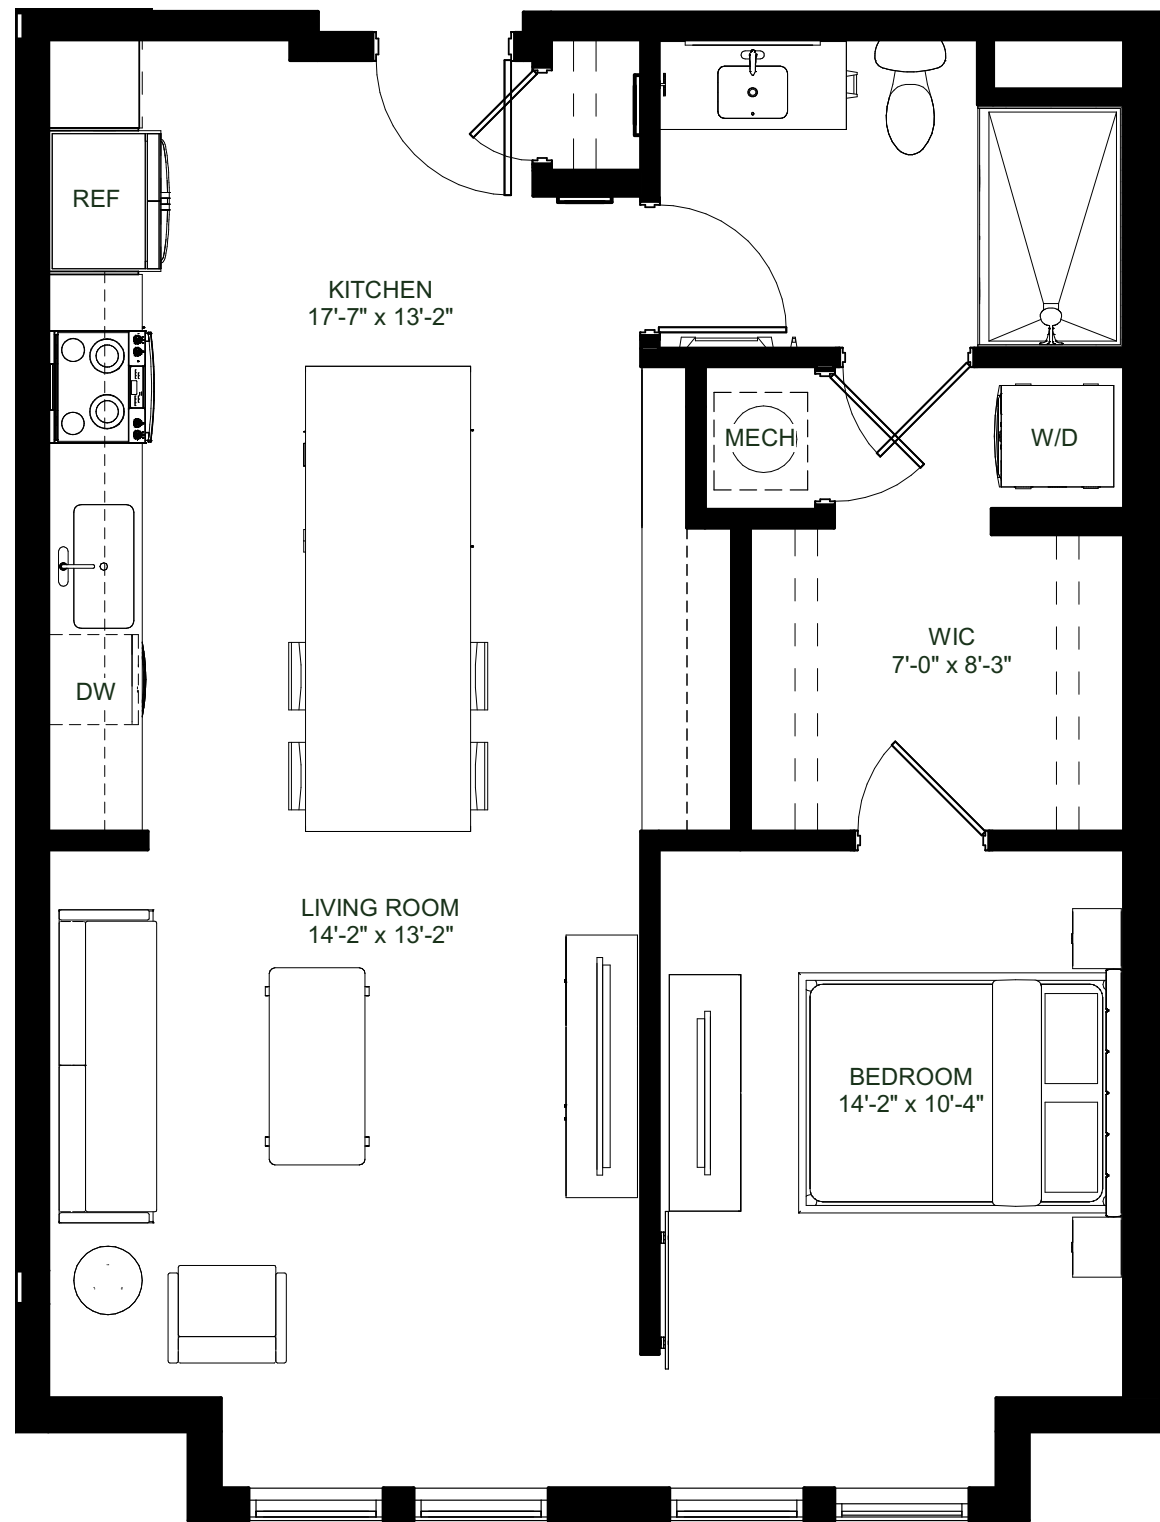 REF
KITCHEN
17'-7" x 13'-2"
MECH
W/D
WIC
7'-0" x 8'-3"
DW
LIVING ROOM
14'-2" x 13'-2"
BEDROOM
14'-2" x 10'-4"